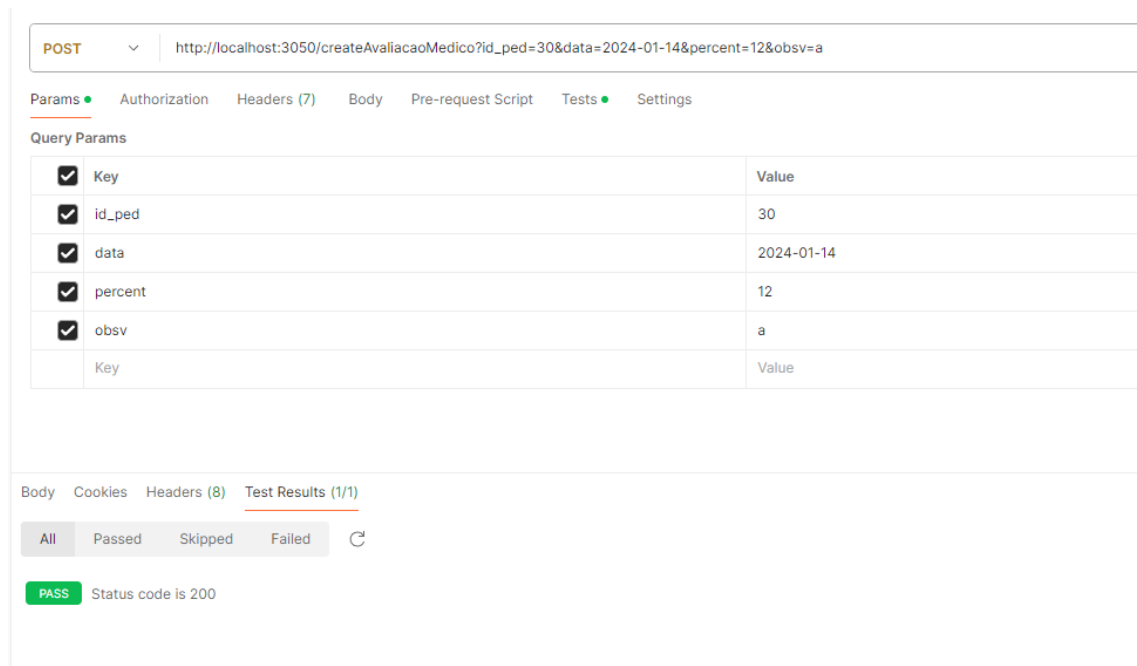 POST http://localhost:3050/createAvaliacaoMedico?id_ped=30&data=2024-01-14&percent=12&obsv=a
Params Authorization Headers (7) Body Pre-request Script Tests Settings
Query Params
Key Value
id_ped 30
data 2024-01-14
percent 12
obsv a
Key Value
Body Cookies Headers (8) Test Results (1/1)
All Passed Skipped Failed
PASS Status code is 200